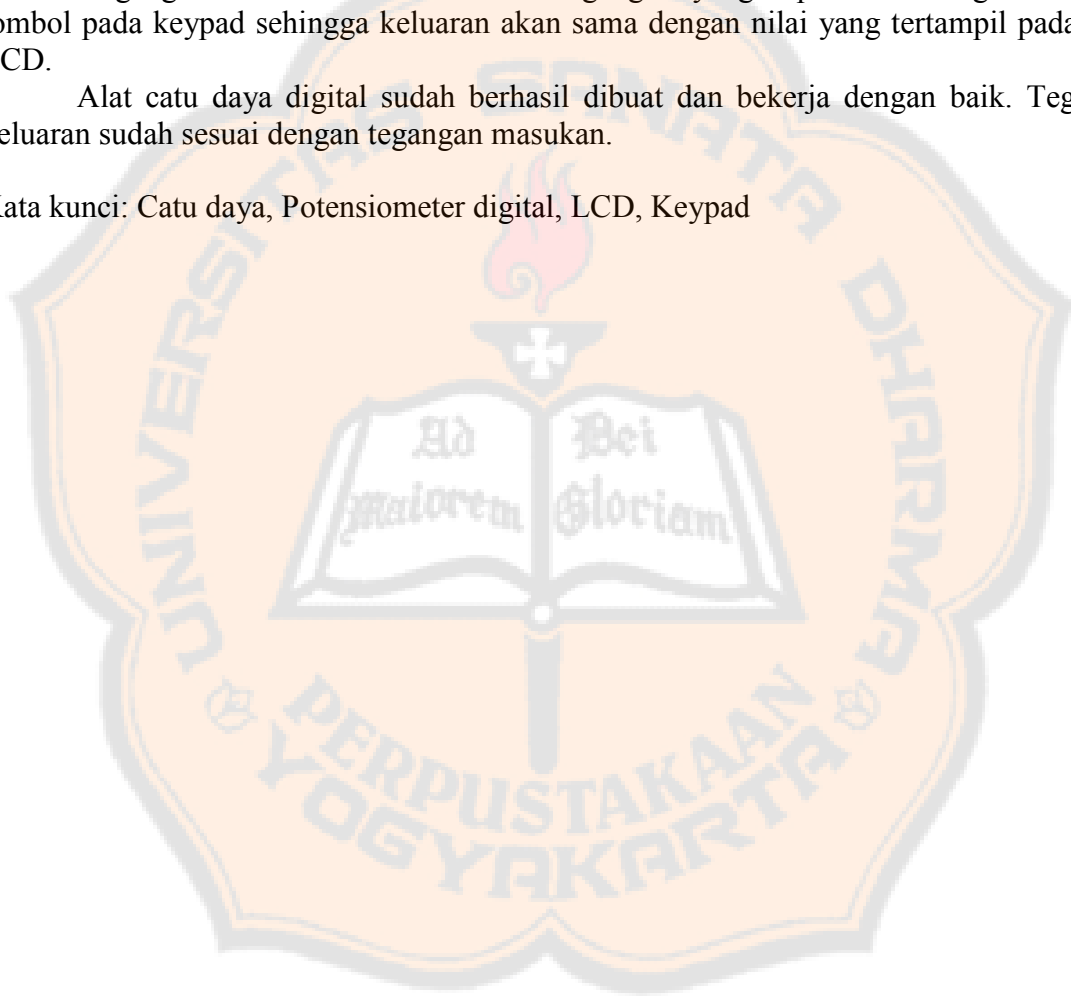 ombol pada keypad sehingga keluaran akan sama dengan nilai yang tertampil pada
CD.
Alat catu daya digital sudah berhasil dibuat dan bekerja dengan baik. Teg
eluaran sudah sesuai dengan tegangan masukan.
ata kunci: Catu daya, Potensiometer digital, LCD, Keypad
UNIVERSITAS SANATA DHARMA
Ad Dei
Maiorem Gloriam
PERPUSTAKAAN
YOGYAKARTA